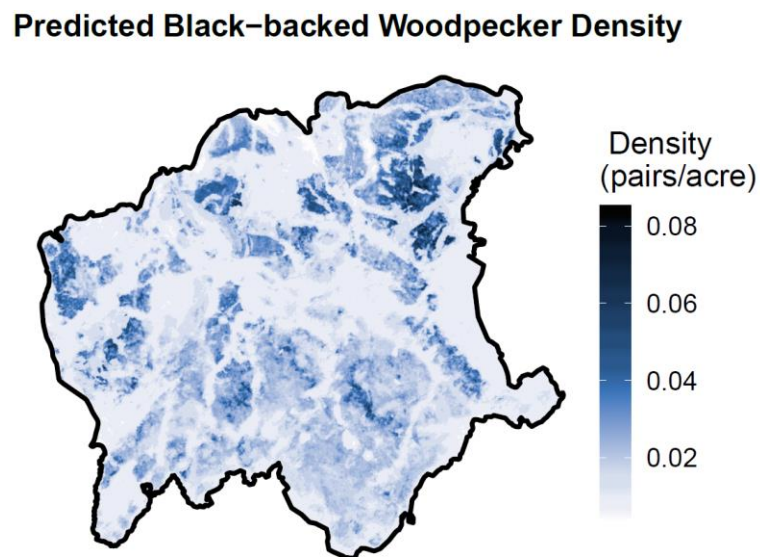 Predicted Black−backed Woodpecker Density
Density
(pairs/acre)
0.08
0.06
0.04
0.02